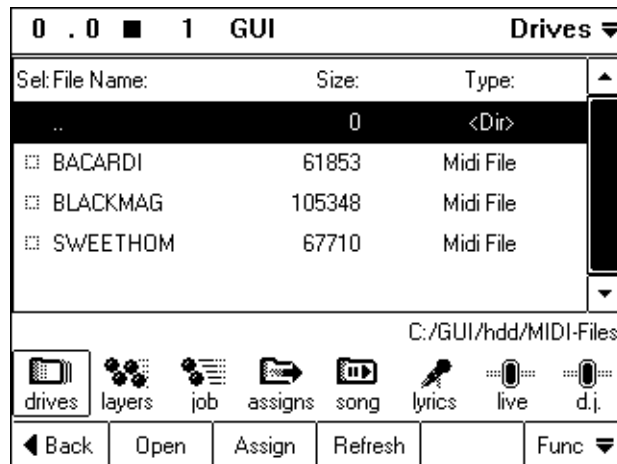 0 .0 1 GUI Drives
Sel: File Name: Size: Type:
.. 0 <Dir>
BACARDI 61853 Midi File
BLACKMAG 105348 Midi File
SWEETHOM 67710 Midi File
C:/GUI/hdd/MIDI-Files
drives layers job assigns song lyrics live d.j.
Back Open Assign Refresh Func